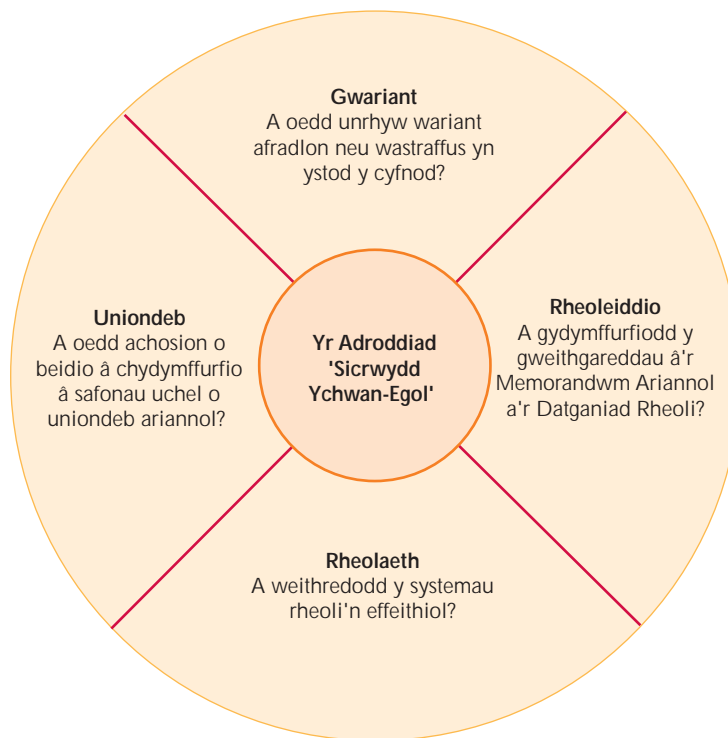 Gwariant
A oedd unrhyw wariant
afradlon neu wastraffus yn
ystod y cyfnod?
Uniondeb
A oedd achosion o
beidio â chydymffurfio
â safonau uchel o
uniondeb ariannol?
Yr Adroddiad
'Sicrwydd
Ychwan-Egol'
Rheoleiddio
A gydymffurfiodd y
gweithgareddau â'r
Memorandwm Ariannol
a'r Datganiad Rheoli?
Rheolaeth
A weithredodd y systemau
rheoli'n effeithiol?